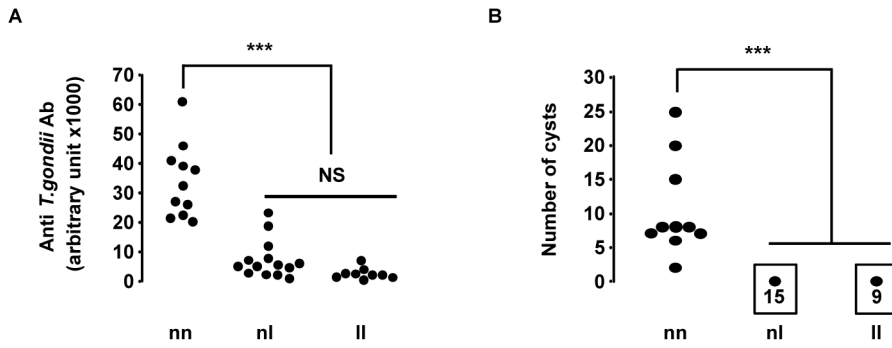 A
***
Anti T.gondii Ab
(arbitrary unit x1000)
70
60
50
40
30
20
10
0
NS
nn
nl
ll
B
***
Number of cysts
30
25
20
15
10
5
0
15
9
nn
nl
ll